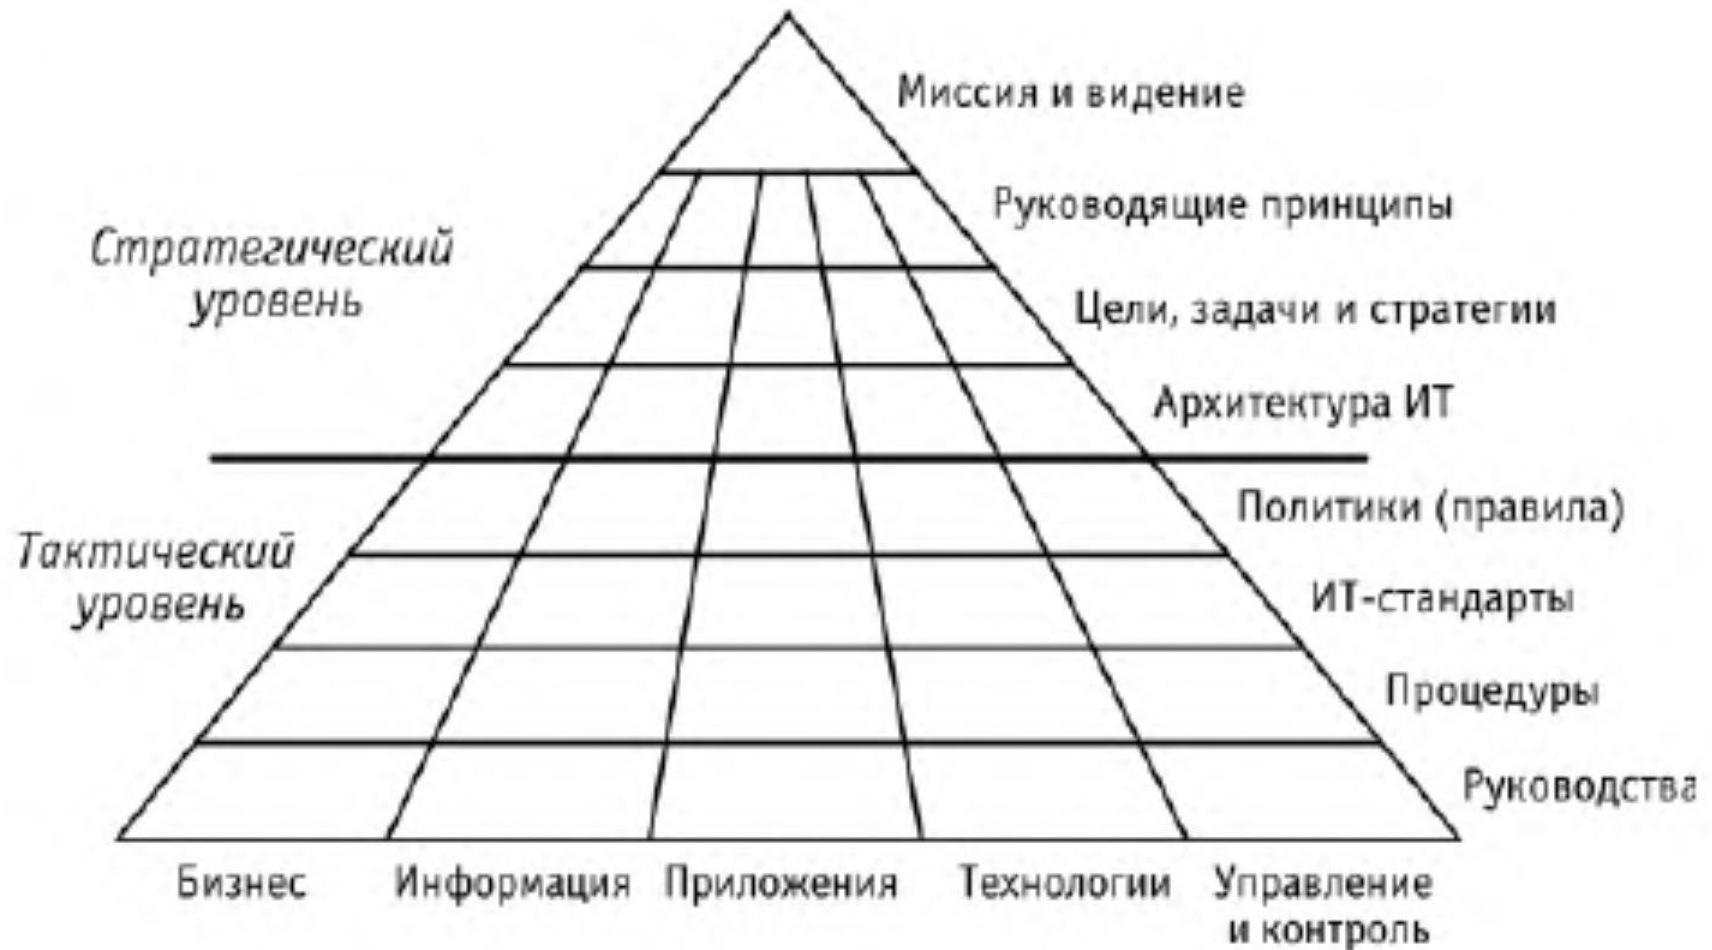 Миссия и видение
Руководящие принципы
Стратегический
уровень
Цели, задачи и стратегии
Архитектура ИТ
Политики (правила)
Тактический
уровень
ИТ-стандарты
Процедуры
Руководства
Бизнес
Информация
Приложения
Технологии
Управление
и контроль